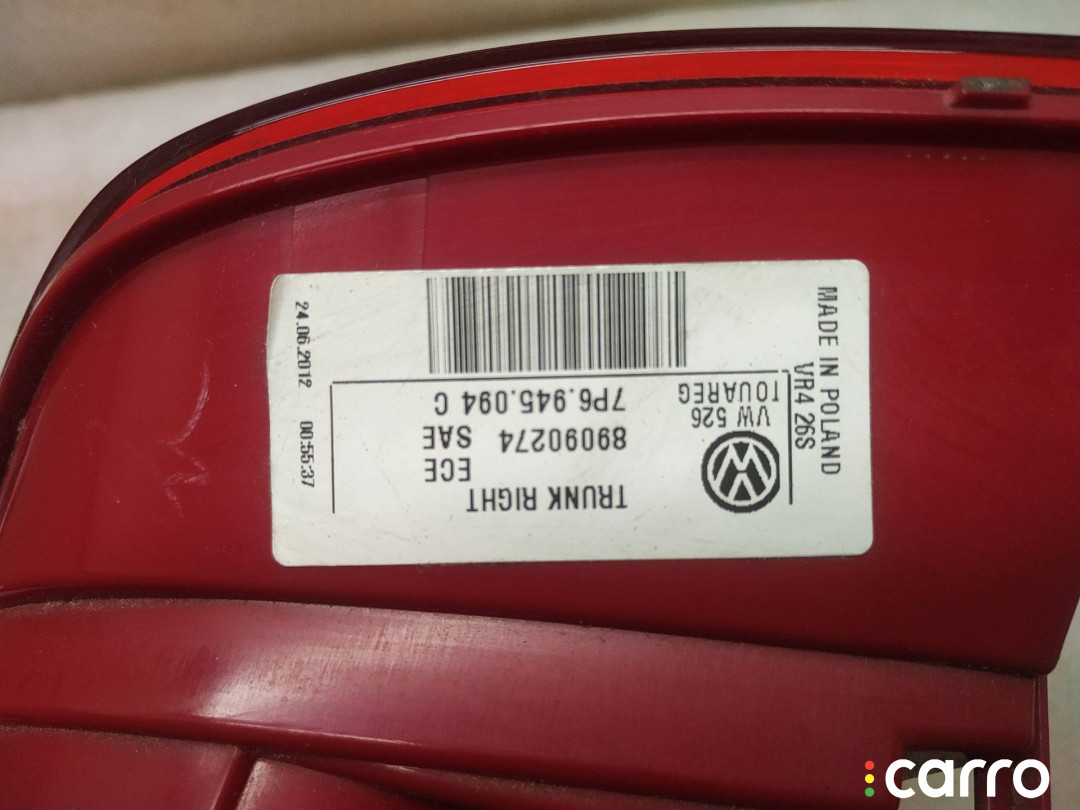 TRUNK RIGHT
ECE
89090274 SAE
7P6.945.094 C
VW 526
TOUAREG
MADE IN POLAND
VR4 26S
24.06.2012 00:55:37
carro